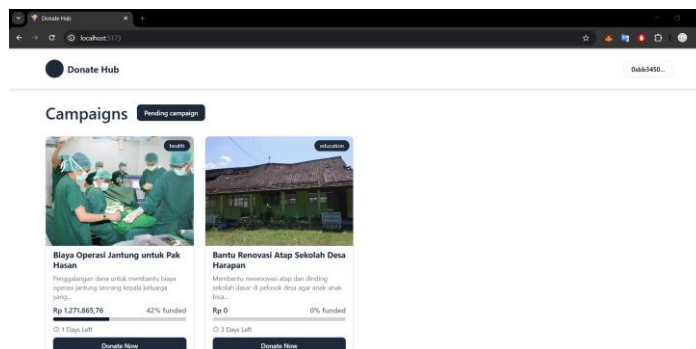 Donate Hub
localhost:5173
Donate Hub
0xbb3450...
Campaigns
Pending campaign
health
Biaya Operasi Jantung untuk Pak
Hasan
Penggalangan dana untuk membantu biaya
operasi jantung seorang kepala keluarga
yang...
Rp 1.271.865,76
42% funded
1 Days Left
Donate Now
education
Bantu Renovasi Atap Sekolah Desa
Harapan
Membantu merenovasi atap dan dinding
sekolah dasar di pelosok desa agar anak-anak
bisa...
Rp 0
0% funded
3 Days Left
Donate Now